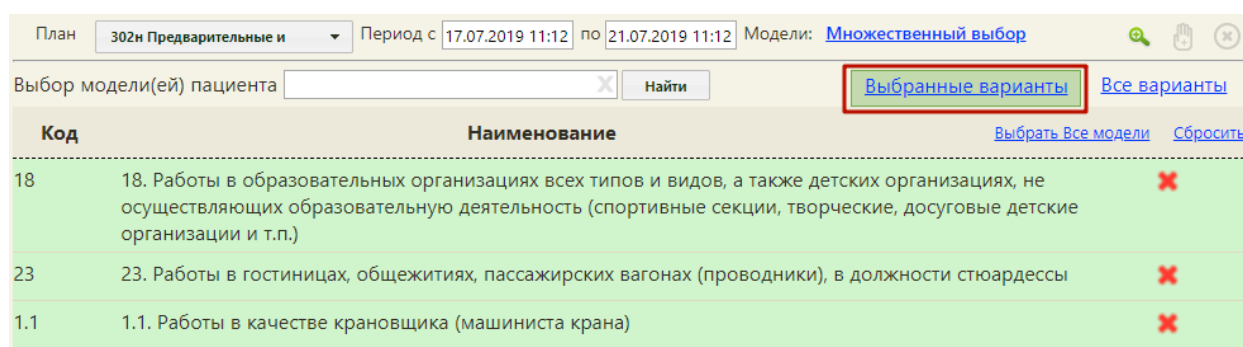 План 302н Предварительные и Период с 17.07.2019 11:12 по 21.07.2019 11:12 Модели: Множественный выбор
Выбор модели(ей) пациента Найти Выбранные варианты Все варианты
Код Наименование Выбрать Все модели Сбросить
18 18. Работы в образовательных организациях всех типов и видов, а также детских организациях, не
осуществляющих образовательную деятельность (спортивные секции, творческие, досуговые детские
организации и т.п.)
23 23. Работы в гостиницах, общежитиях, пассажирских вагонах (проводники), в должности стюардессы
1.1 1.1. Работы в качестве крановщика (машиниста крана)